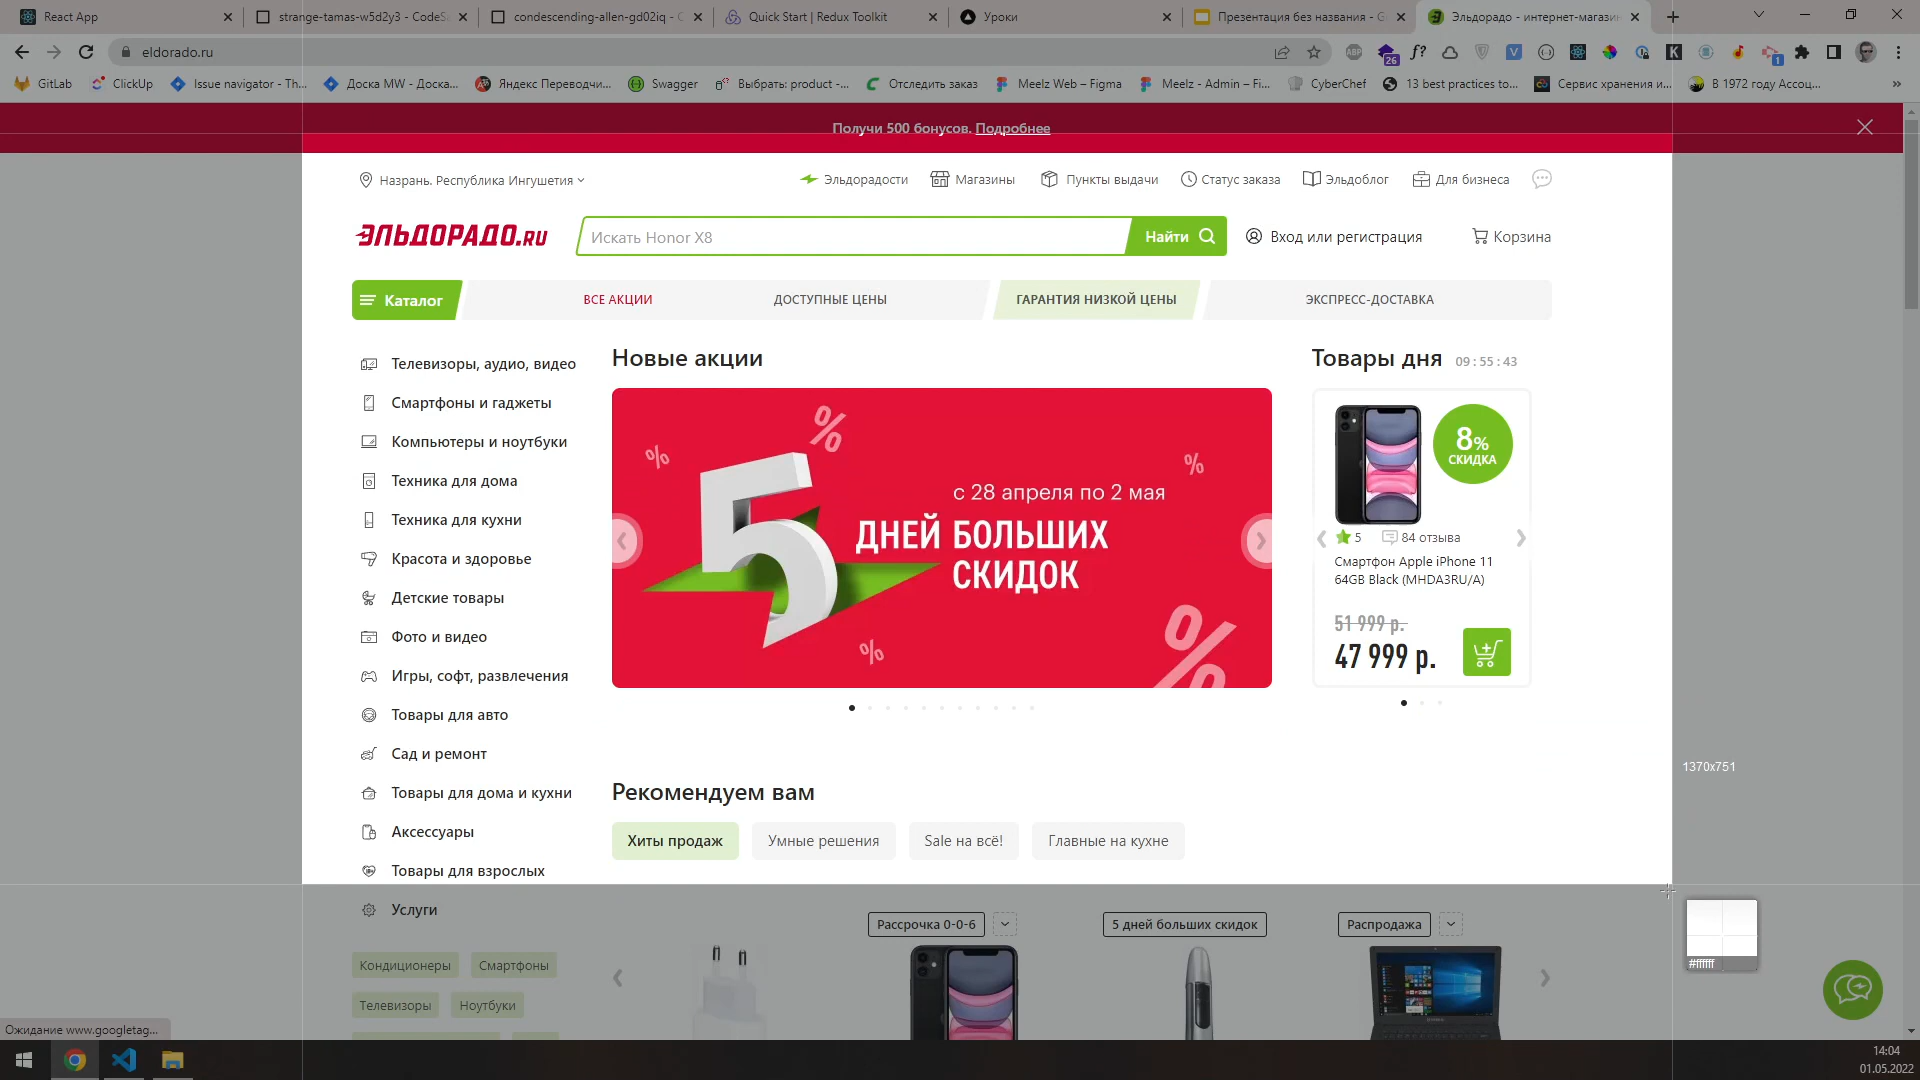 React App
strange-tamas-w5d2y3 - CodeS
condescending-allen-gd02iq - C
Quick Start | Redux Toolkit
Уроки
Презентация без названия - G
Эльдорадо - интернет-магази
eldorado.ru
ABP
26
f?
V
K
1
GitLab
ClickUp
Issue navigator - Th...
Доска MW - Доска...
Яндекс Переводчи...
Swagger
Выбрать: product -...
Отследить заказ
Meelz Web – Figma
Meelz - Admin – Fi...
CyberChef
13 best practices to...
Сервис хранения и...
В 1972 году Ассоц...
»
Получи 500 бонусов. Подробнее
Назрань, Республика Ингушетия
Эльдорадости
Магазины
Пункты выдачи
Статус заказа
Эльдоблог
Для бизнеса
ЭЛЬДОРАДО.RU
Искать Honor X8
Найти
Вход или регистрация
Корзина
Каталог
ВСЕ АКЦИИ
ДОСТУПНЫЕ ЦЕНЫ
ГАРАНТИЯ НИЗКОЙ ЦЕНЫ
ЭКСПРЕСС-ДОСТАВКА
Телевизоры, аудио, видео
Смартфоны и гаджеты
Компьютеры и ноутбуки
Техника для дома
Техника для кухни
Красота и здоровье
Детские товары
Фото и видео
Игры, софт, развлечения
Товары для авто
Сад и ремонт
Товары для дома и кухни
Аксессуары
Товары для взрослых
Услуги
Кондиционеры
Смартфоны
Телевизоры
Ноутбуки
Новые акции
5
с 28 апреля по 2 мая
ДНЕЙ БОЛЬШИХ
СКИДОК
% % % % %
Товары дня
09 : 55 : 43
8%
СКИДКА
5
84 отзыва
Смартфон Apple iPhone 11
64GB Black (MHDA3RU/A)
51 999 р.
47 999 р.
Рекомендуем вам
Хиты продаж
Умные решения
Sale на всё!
Главные на кухне
Рассрочка 0-0-6
5 дней больших скидок
Распродажа
1370x751
#ffffff
Ожидание www.googletag...
14:04
01.05.2022